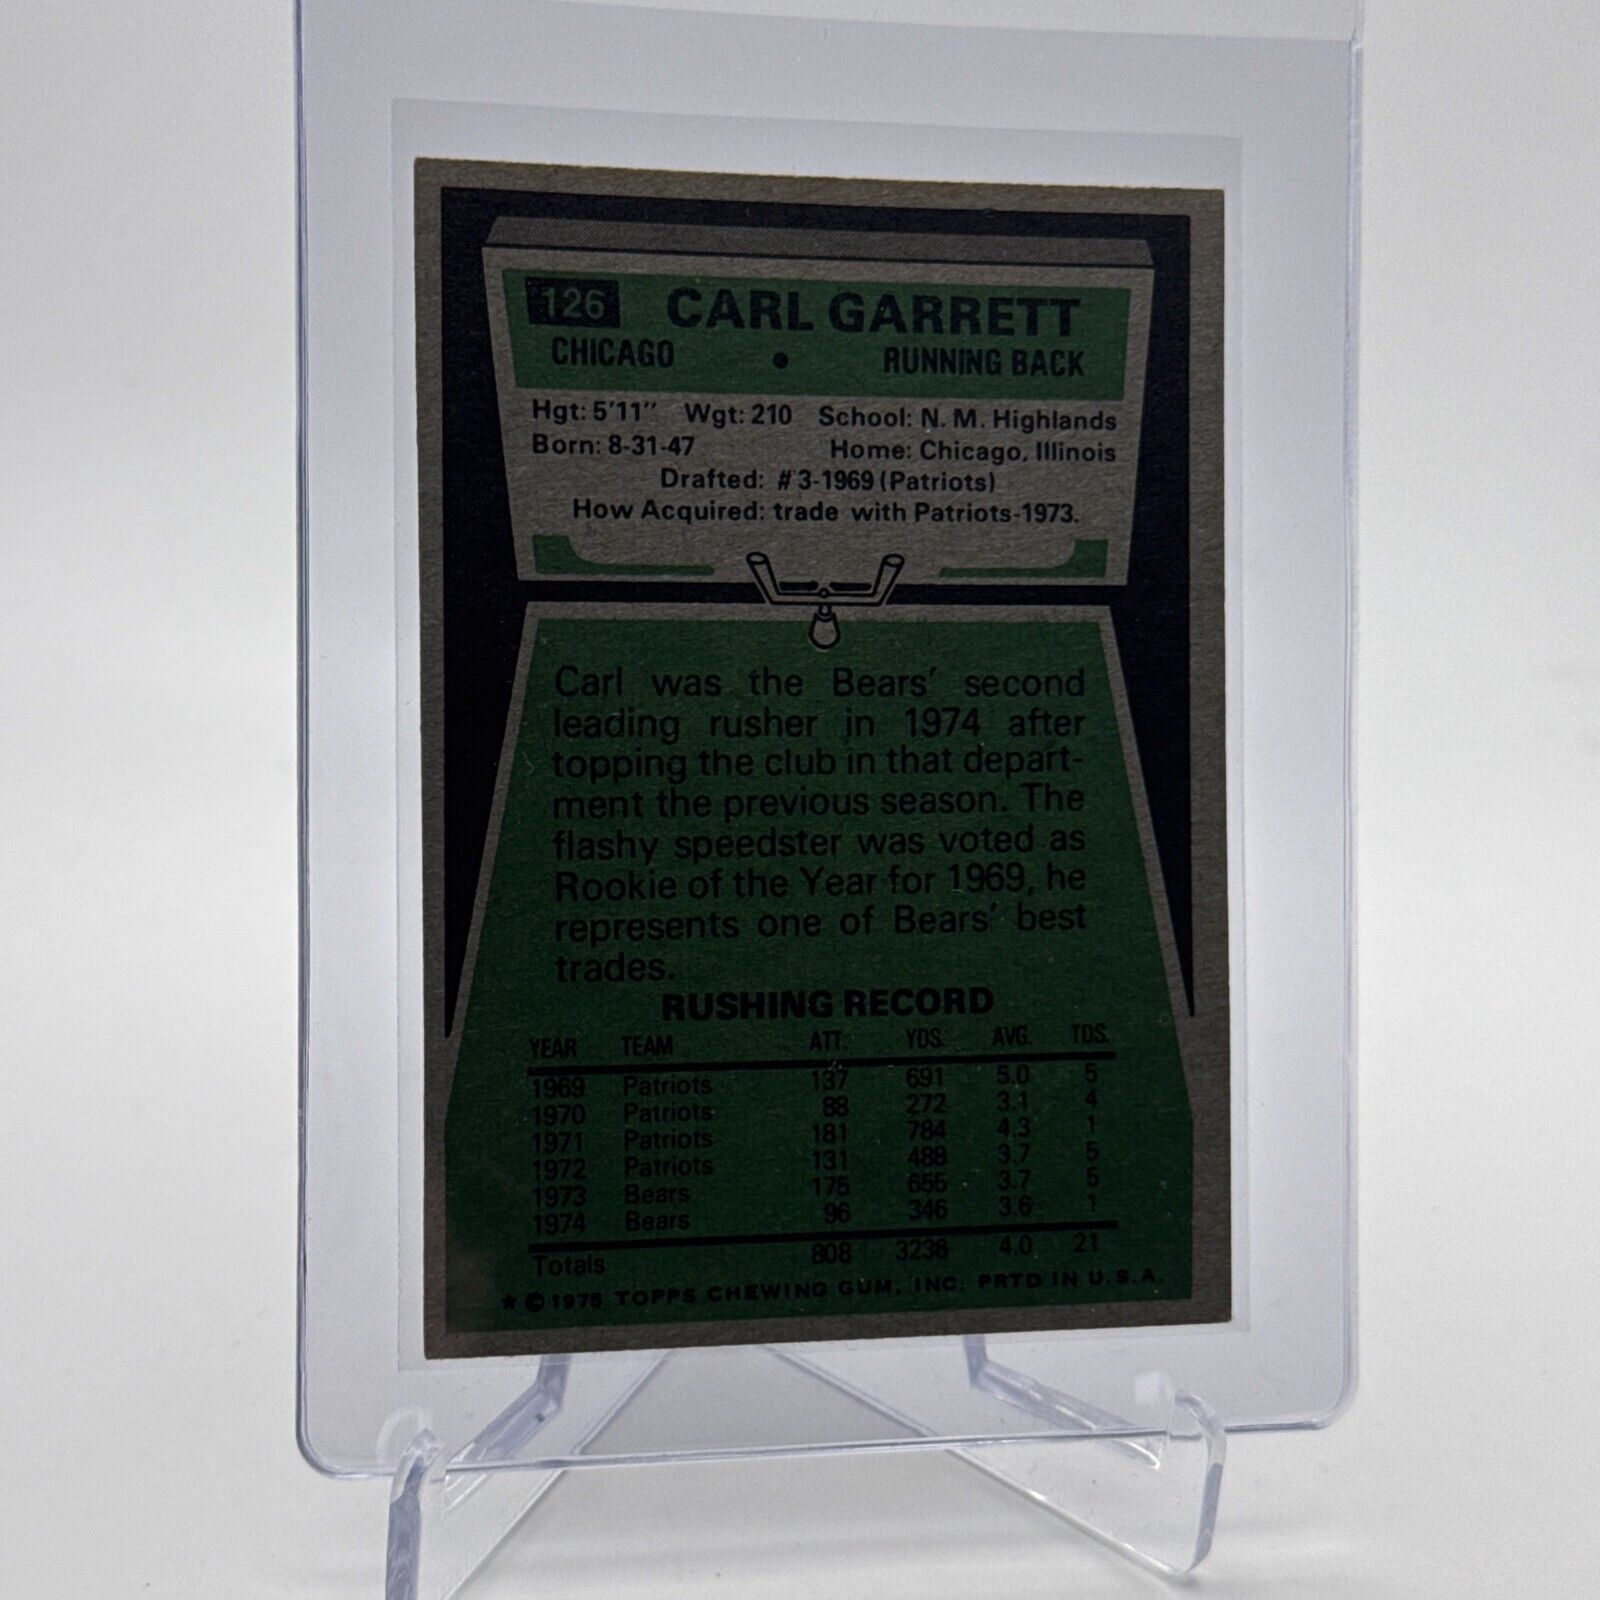 126 CARL GARRETT
CHICAGO • RUNNING BACK
Hgt: 5'11" Wgt: 210 School: N. M. Highlands
Born: 8-31-47 Home: Chicago, Illinois
Drafted: #3-1969 (Patriots)
How Acquired: trade with Patriots-1973.
Carl was the Bears' second
leading rusher in 1974 after
topping the club in that depart-
ment the previous season. The
flashy speedster was voted as
Rookie of the Year for 1969, he
represents one of Bears' best
trades.
RUSHING RECORD
YEAR TEAM ATT. YDS. AVG. TDS.
1969 Patriots 137 691 5.0 5
1970 Patriots 88 272 3.1 4
1971 Patriots 181 784 4.3 1
1972 Patriots 131 488 3.7 5
1973 Bears 175 655 3.7 5
1974 Bears 96 346 3.6 1
Totals 808 3236 4.0 21
★ © 1975 TOPPS CHEWING GUM, INC. PRTD IN U.S.A.